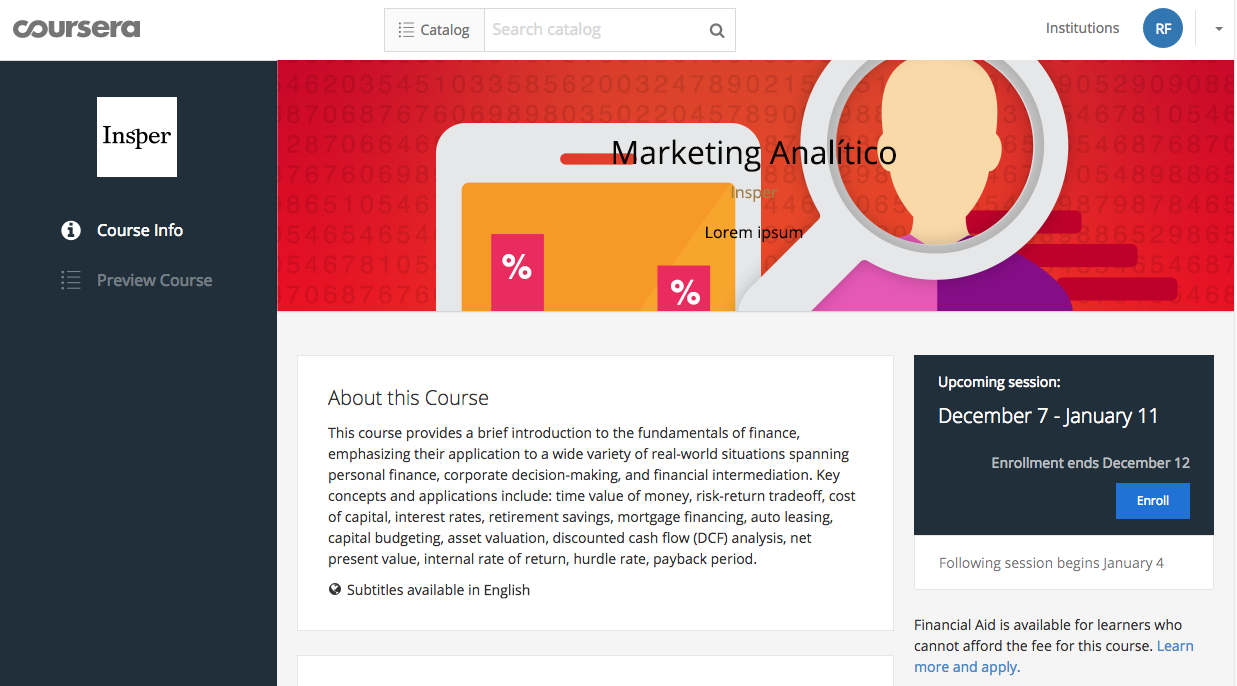 coursera
Catalog
Search catalog
Institutions
RF
Insper
Course Info
Preview Course
Marketing Analítico
Insper
Lorem ipsum
%
%
About this Course
This course provides a brief introduction to the fundamentals of finance,
emphasizing their application to a wide variety of real-world situations spanning
personal finance, corporate decision-making, and financial intermediation. Key
concepts and applications include: time value of money, risk-return tradeoff, cost
of capital, interest rates, retirement savings, mortgage financing, auto leasing,
capital budgeting, asset valuation, discounted cash flow (DCF) analysis, net
present value, internal rate of return, hurdle rate, payback period.
Subtitles available in English
Upcoming session:
December 7 - January 11
Enrollment ends December 12
Enroll
Following session begins January 4
Financial Aid is available for learners who
cannot afford the fee for this course. Learn
more and apply.